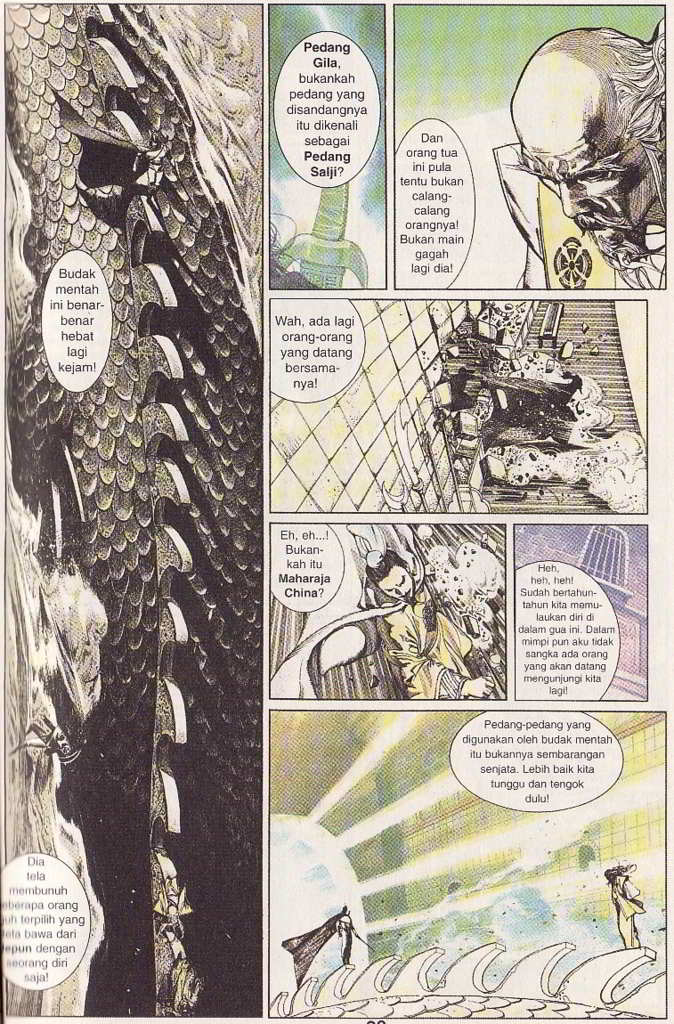 Budak
mentah
ini benar-
benar
hebat
lagi
kejam!
Dia
tela
membunuh
beberapa orang
terpilih yang
bawa dari
dengan
seorang diri
saja!
Pedang
Gila,
bukankah
pedang yang
disandangnya
itu dikenali
sebagai
Pedang
Salji?
Dan
orang tua
ini pula
tentu bukan
calang-
calang
orangnya!
Bukan main
gagah
lagi dia!
Wah, ada lagi
orang-orang
yang datang
bersama-
nya!
Eh, eh...!
Bukan-
kah itu
Maharaja
China?
Heh,
heh, heh!
Sudah bertahun-
tahun kita memu-
laukan diri di
dalam gua ini. Dalam
mimpi pun aku tidak
sangka ada orang
yang akan datang
mengunjungi kita
lagi!
Pedang-pedang yang
digunakan oleh budak mentah
itu bukannya sembarangan
senjata. Lebih baik kita
tunggu dan tengok
dulu!